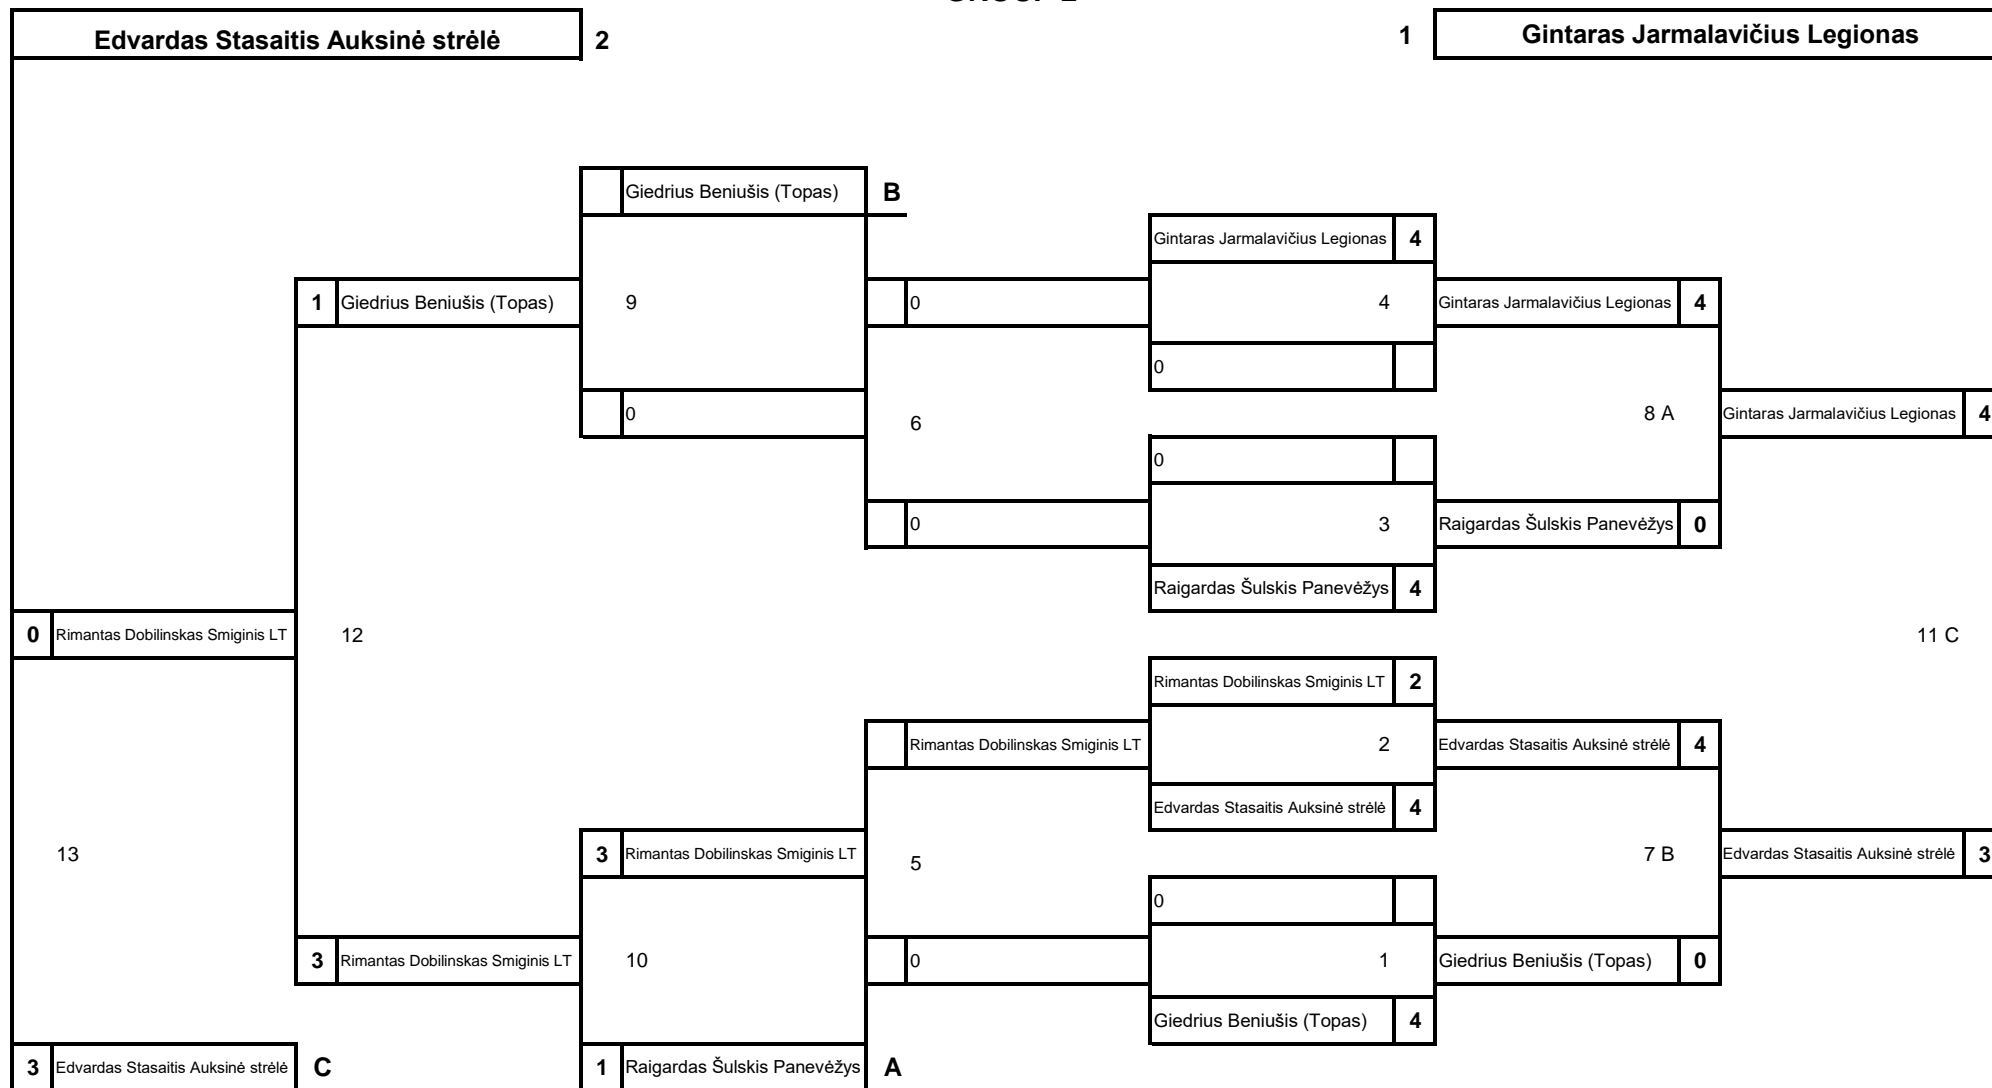 Edvardas Stasaitis Auksinė strėlė 2 1 Gintaras Jarmalavičius Legionas
Giedrius Beniušis (Topas) B
Gintaras Jarmalavičius Legionas 4
1 Giedrius Beniušis (Topas) 9 0 4 Gintaras Jarmalavičius Legionas 4
0
0 6 8 A Gintaras Jarmalavičius Legionas 4
0
0 3 Raigardas Šulskis Panevėžys 0
Raigardas Šulskis Panevėžys 4
0 Rimantas Dobilinskas Smiginis LT 12 11 C
Rimantas Dobilinskas Smiginis LT 2
Rimantas Dobilinskas Smiginis LT 2 Edvardas Stasaitis Auksinė strėlė 4
Edvardas Stasaitis Auksinė strėlė 4
13 3 Rimantas Dobilinskas Smiginis LT 5 7 B Edvardas Stasaitis Auksinė strėlė 3
0
3 Rimantas Dobilinskas Smiginis LT 10 0 1 Giedrius Beniušis (Topas) 0
Giedrius Beniušis (Topas) 4
3 Edvardas Stasaitis Auksinė strėlė C 1 Raigardas Šulskis Panevėžys A